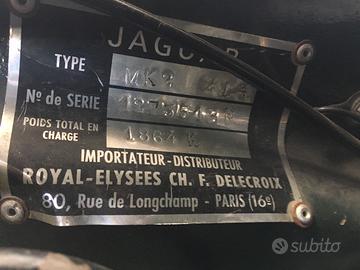 JAGUAR
TYPE MK2
Nº de SERIE
POIDS TOTAL EN
CHARGE 1864 K
IMPORTATEUR-DISTRIBUTEUR
ROYAL-ELYSEES CH. F. DELECROIX
80, Rue de Longchamp - PARIS (16e)
subito